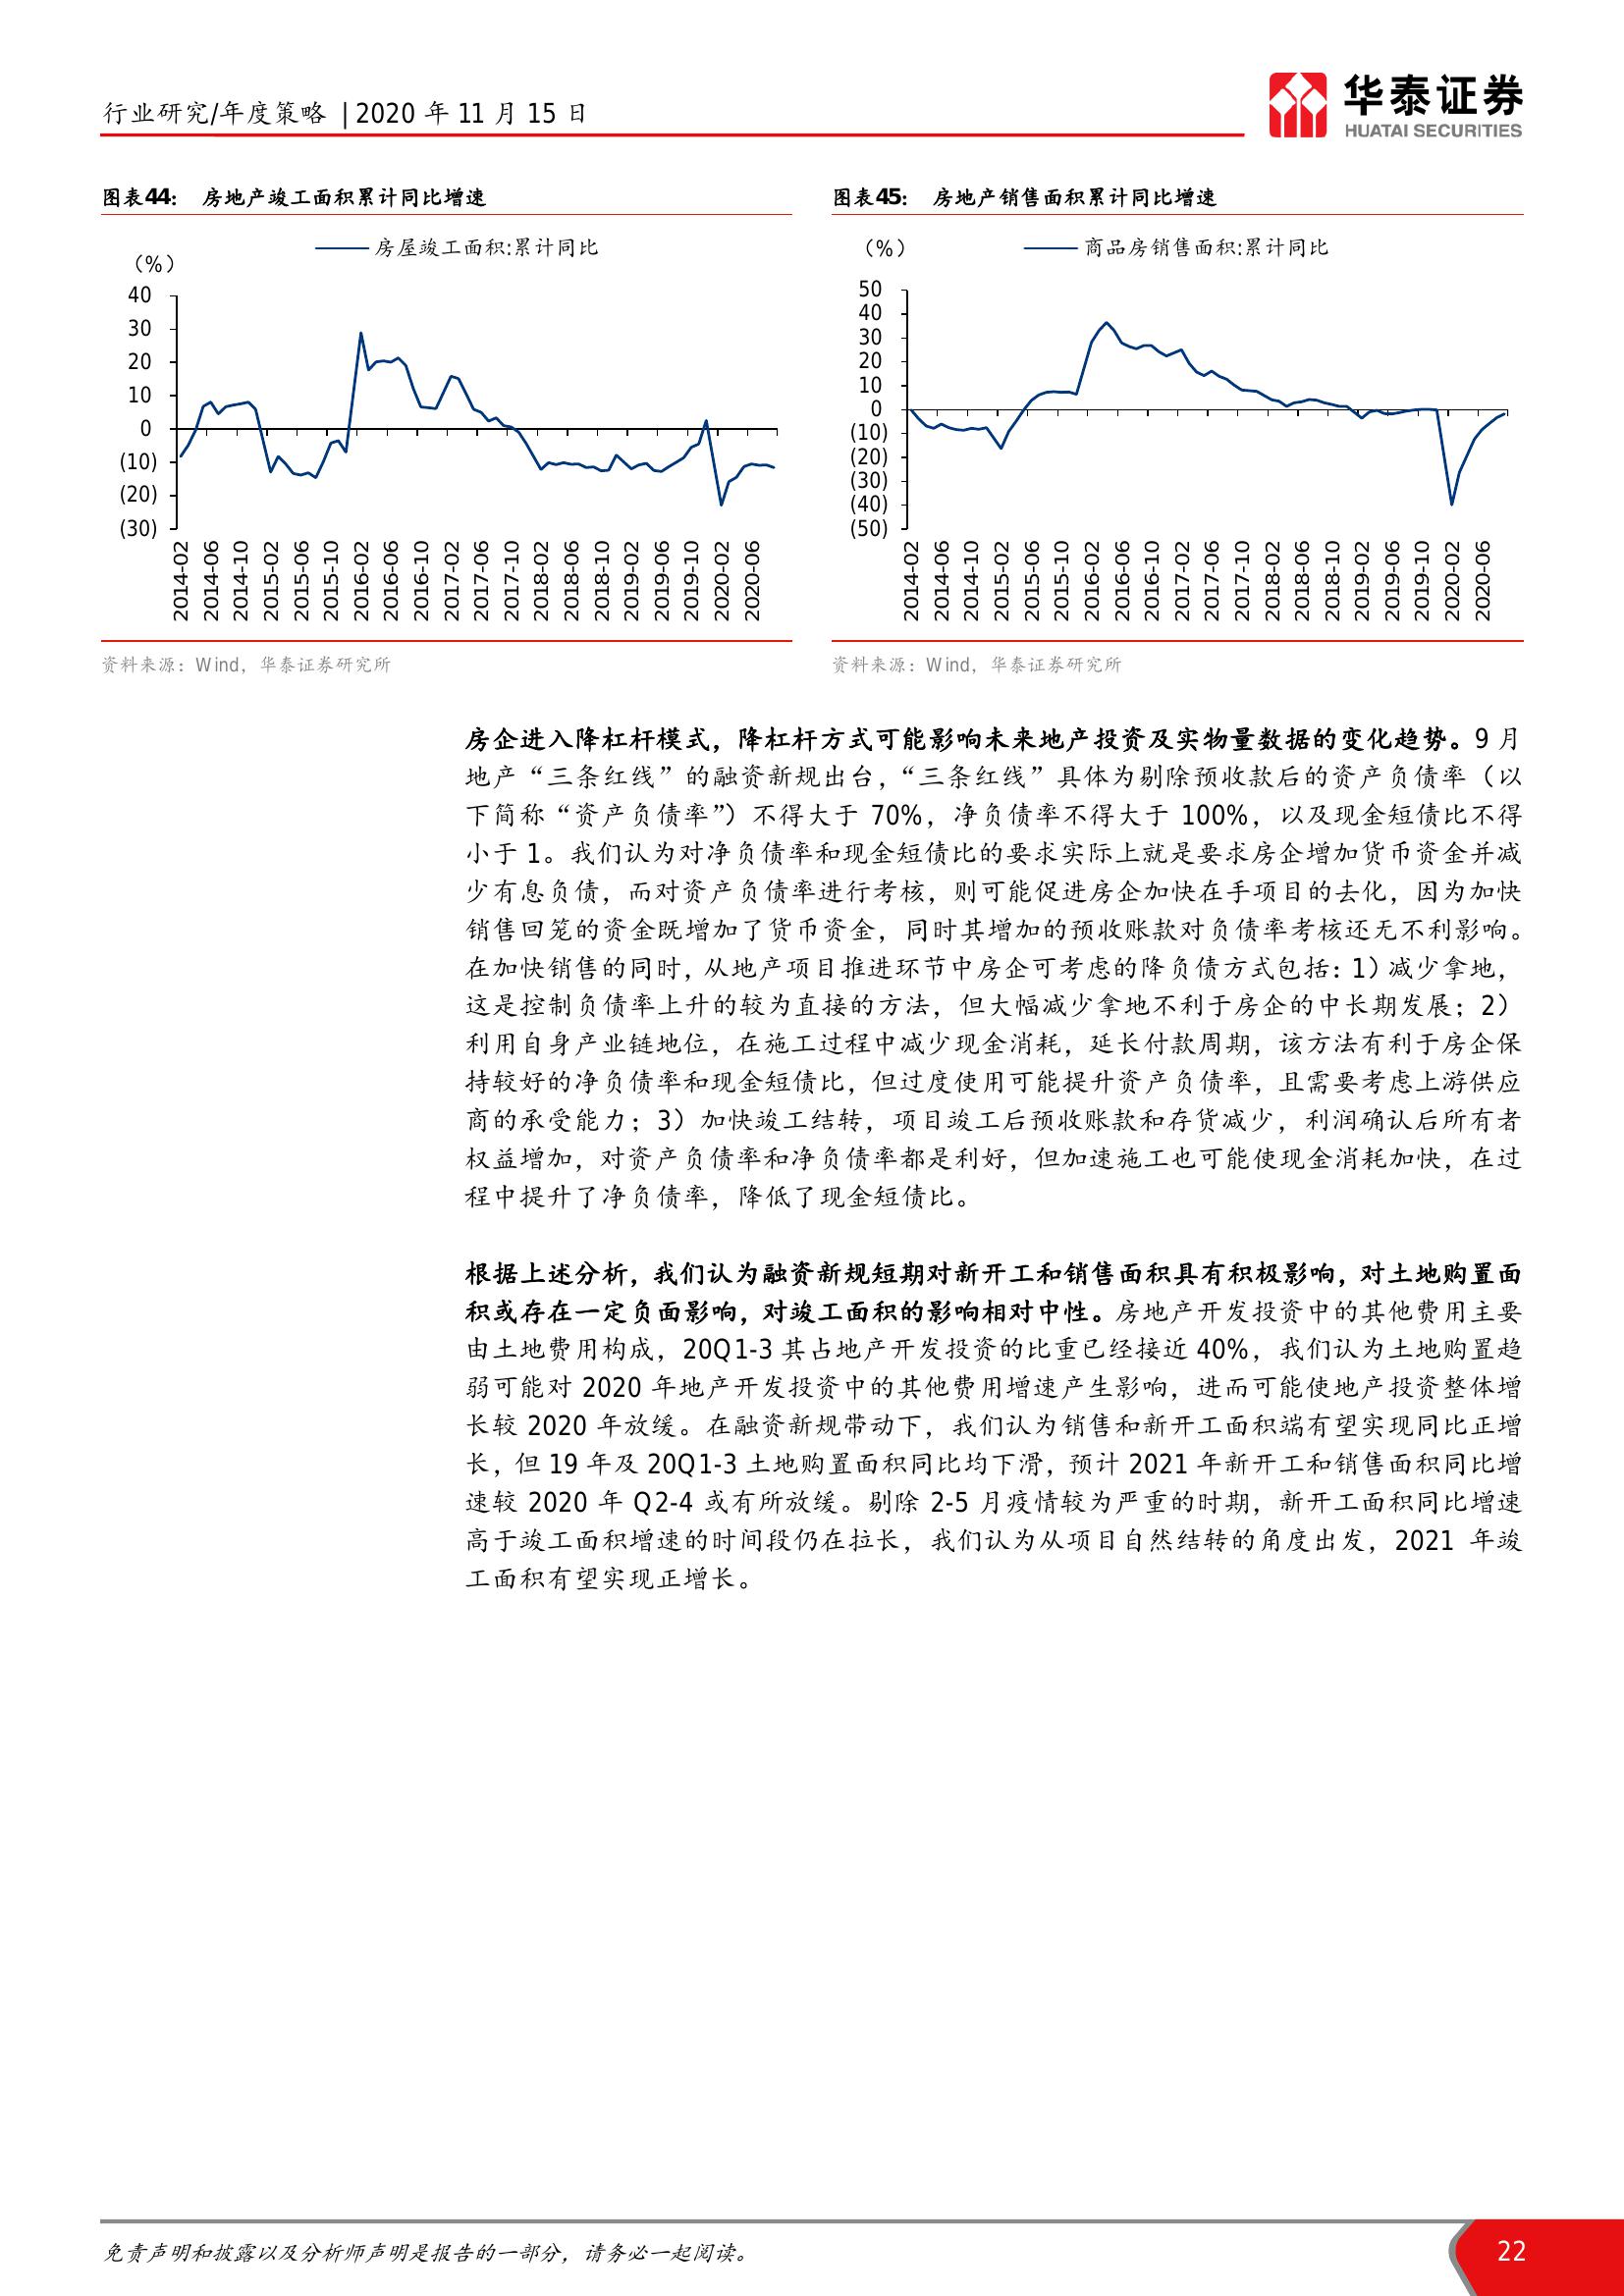 行业研究/年度策略 | 2020 年 11 月 15 日
华泰证券
HUATAI SECURITIES
图表44： 房地产竣工面积累计同比增速
（%）
房屋竣工面积:累计同比
40
30
20
10
0
(10)
(20)
(30)
2014-02
2014-06
2014-10
2015-02
2015-06
2015-10
2016-02
2016-06
2016-10
2017-02
2017-06
2017-10
2018-02
2018-06
2018-10
2019-02
2019-06
2019-10
2020-02
2020-06
资料来源：Wind，华泰证券研究所
图表45： 房地产销售面积累计同比增速
（%）
商品房销售面积:累计同比
50
40
30
20
10
0
(10)
(20)
(30)
(40)
(50)
2014-02
2014-06
2014-10
2015-02
2015-06
2015-10
2016-02
2016-06
2016-10
2017-02
2017-06
2017-10
2018-02
2018-06
2018-10
2019-02
2019-06
2019-10
2020-02
2020-06
资料来源：Wind，华泰证券研究所
房企进入降杠杆模式，降杠杆方式可能影响未来地产投资及实物量数据的变化趋势。9 月
地产“三条红线”的融资新规出台，“三条红线”具体为剔除预收款后的资产负债率（以
下简称“资产负债率”）不得大于 70%，净负债率不得大于 100%，以及现金短债比不得
小于 1。我们认为对净负债率和现金短债比的要求实际上就是要求房企增加货币资金并减
少有息负债，而对资产负债率进行考核，则可能促进房企加快在手项目的去化，因为加快
销售回笼的资金既增加了货币资金，同时其增加的预收账款对负债率考核还无不利影响。
在加快销售的同时，从地产项目推进环节中房企可考虑的降负债方式包括：1）减少拿地，
这是控制负债率上升的较为直接的方法，但大幅减少拿地不利于房企的中长期发展；2）
利用自身产业链地位，在施工过程中减少现金消耗，延长付款周期，该方法有利于房企保
持较好的净负债率和现金短债比，但过度使用可能提升资产负债率，且需要考虑上游供应
商的承受能力；3）加快竣工结转，项目竣工后预收账款和存货减少，利润确认后所有者
权益增加，对资产负债率和净负债率都是利好，但加速施工也可能使现金消耗加快，在过
程中提升了净负债率，降低了现金短债比。
根据上述分析，我们认为融资新规短期对新开工和销售面积具有积极影响，对土地购置面
积或存在一定负面影响，对竣工面积的影响相对中性。房地产开发投资中的其他费用主要
由土地费用构成，20Q1-3 其占地产开发投资的比重已经接近 40%，我们认为土地购置趋
弱可能对 2020 年地产开发投资中的其他费用增速产生影响，进而可能使地产投资整体增
长较 2020 年放缓。在融资新规带动下，我们认为销售和新开工面积端有望实现同比正增
长，但 19 年及 20Q1-3 土地购置面积同比均下滑，预计 2021 年新开工和销售面积同比增
速较 2020 年 Q2-4 或有所放缓。剔除 2-5 月疫情较为严重的时期，新开工面积同比增速
高于竣工面积增速的时间段仍在拉长，我们认为从项目自然结转的角度出发，2021 年竣
工面积有望实现正增长。
免责声明和披露以及分析师声明是报告的一部分，请务必一起阅读。
22